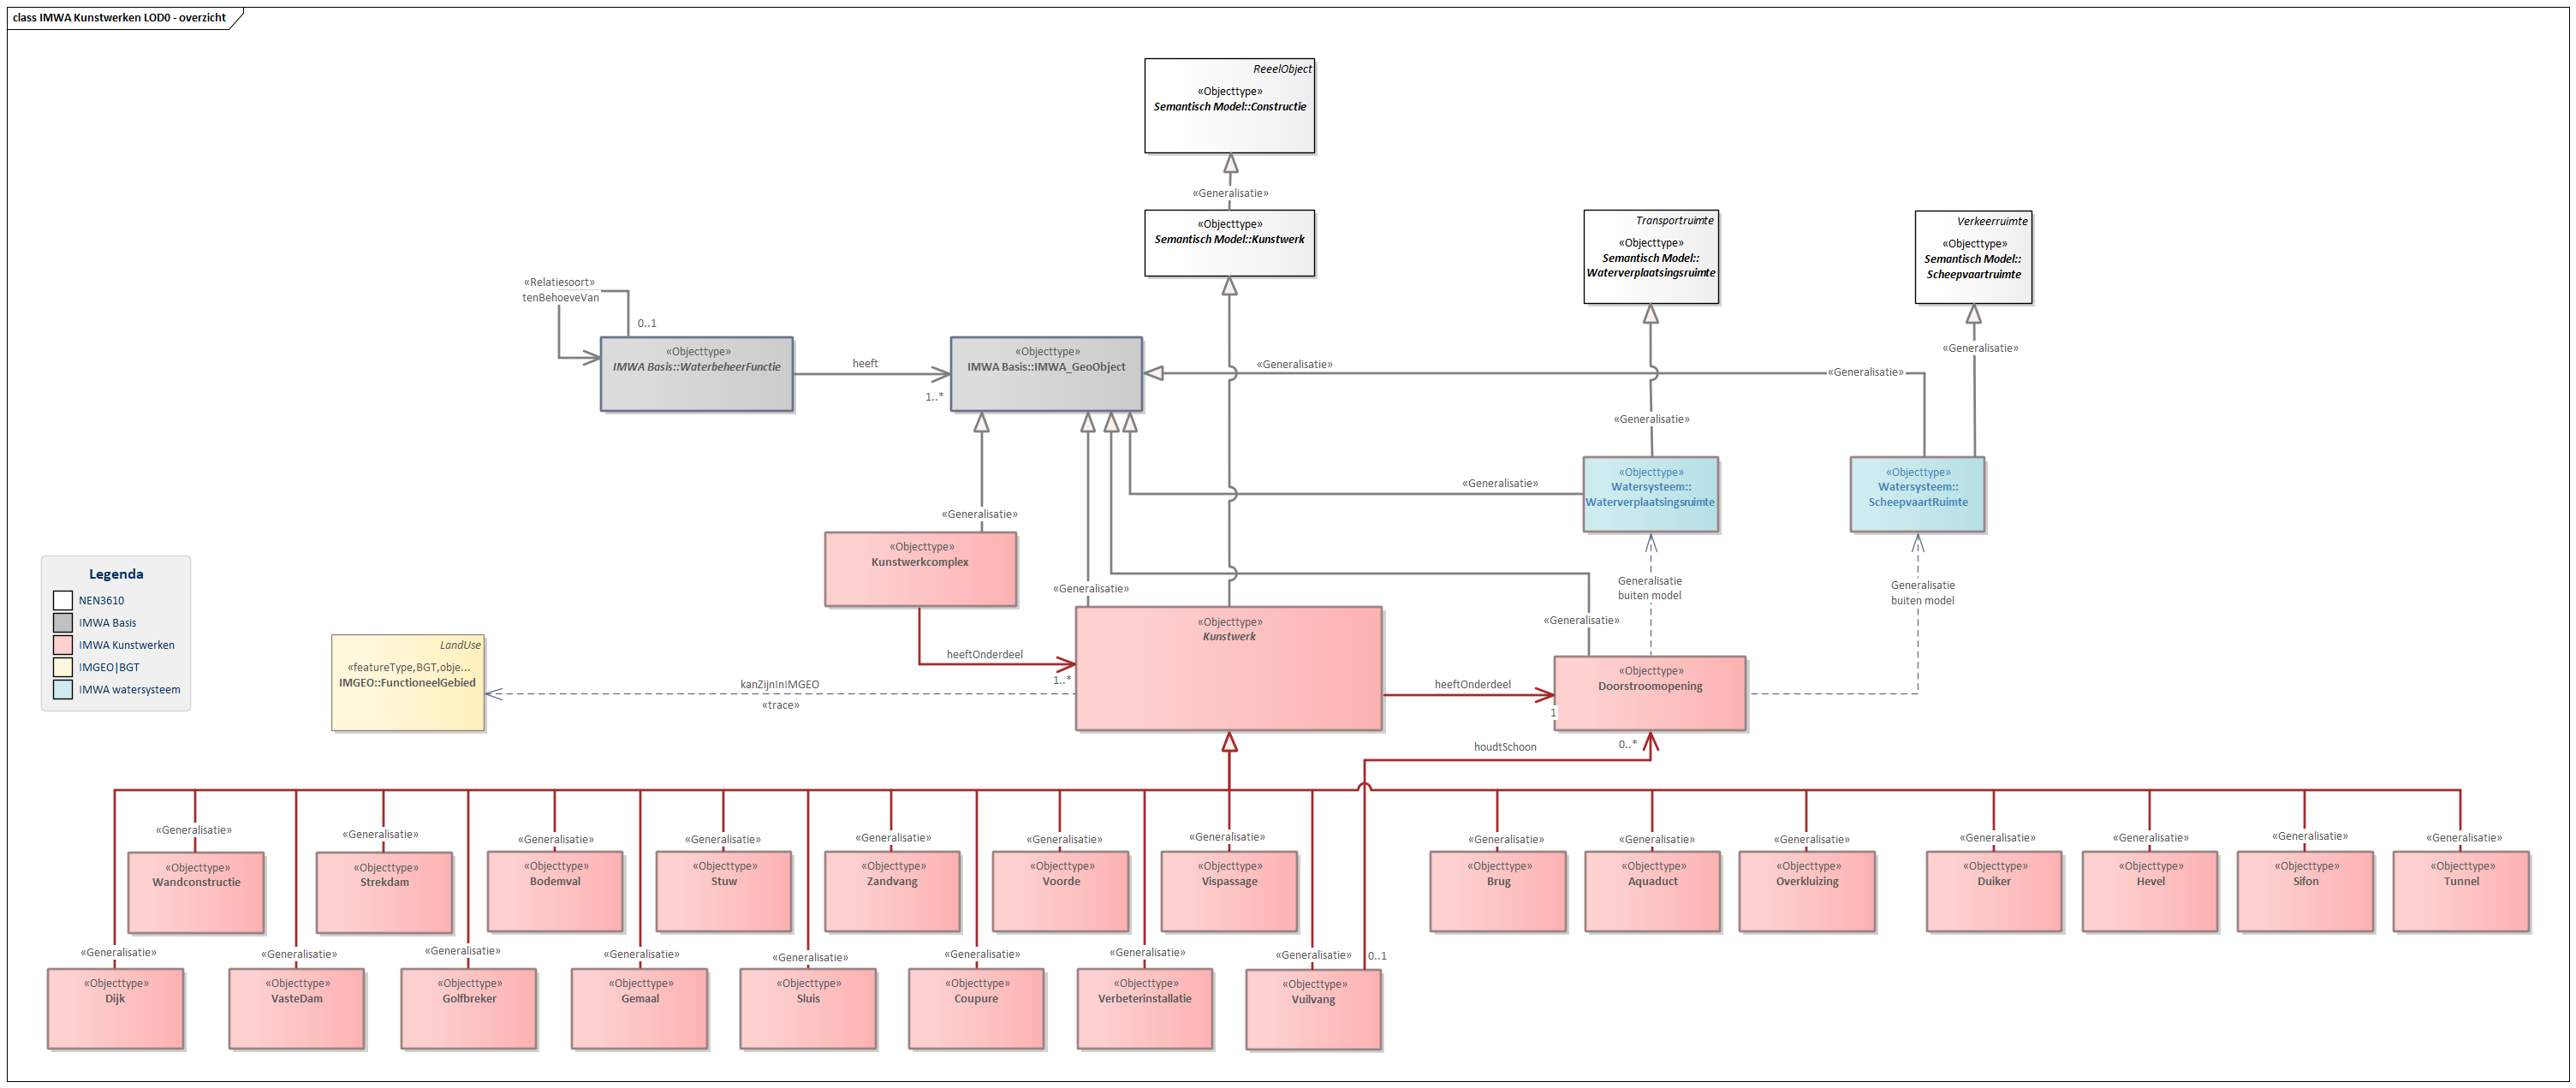 class IMWA Kunstwerken LOD0 - overzicht
ReeelObject
«Objecttype»
Semantisch Model::Constructie
«Generalisatie»
«Objecttype»
Semantisch Model::Kunstwerk
Transportruimte
«Objecttype»
Semantisch Model::
Waterverplaatsingsruimte
Verkeerruimte
«Objecttype»
Semantisch Model::
Scheepvaartruimte
«Relatiesoort»
tenBehoeveVan
0..1
«Objecttype»
IMWA Basis::WaterbeheerFunctie
heeft
1..*
«Objecttype»
IMWA Basis::IMWA_GeoObject
«Generalisatie»
«Generalisatie»
«Generalisatie»
«Generalisatie»
«Generalisatie»
«Objecttype»
Watersysteem::
Waterverplaatsingsruimte
«Objecttype»
Watersysteem::
ScheepvaartRuimte
«Generalisatie»
«Objecttype»
Kunstwerkcomplex
«Generalisatie»
Generalisatie
buiten model
Generalisatie
buiten model
«Generalisatie»
Legenda
NEN3610
IMWA Basis
IMWA Kunstwerken
IMGEO|BGT
IMWA watersysteem
LandUse
«featureType,BGT,obje...
IMGEO::FunctioneelGebied
kanZijnInIMGEO
«trace»
heeftOnderdeel
1..*
«Objecttype»
Kunstwerk
heeftOnderdeel
1
«Objecttype»
Doorstroomopening
houdtSchoon
0..*
«Generalisatie»
«Generalisatie»
«Generalisatie»
«Generalisatie»
«Generalisatie»
«Generalisatie»
«Generalisatie»
«Generalisatie»
«Generalisatie»
«Generalisatie»
«Generalisatie»
«Generalisatie»
«Generalisatie»
«Generalisatie»
«Objecttype»
Wandconstructie
«Objecttype»
Strekdam
«Objecttype»
Bodemval
«Objecttype»
Stuw
«Objecttype»
Zandvang
«Objecttype»
Voorde
«Objecttype»
Vispassage
«Objecttype»
Brug
«Objecttype»
Aquaduct
«Objecttype»
Overkluizing
«Objecttype»
Duiker
«Objecttype»
Hevel
«Objecttype»
Sifon
«Objecttype»
Tunnel
«Generalisatie»
«Generalisatie»
«Generalisatie»
«Generalisatie»
«Generalisatie»
«Generalisatie»
«Generalisatie»
«Generalisatie»
0..1
«Objecttype»
Dijk
«Objecttype»
VasteDam
«Objecttype»
Golfbreker
«Objecttype»
Gemaal
«Objecttype»
Sluis
«Objecttype»
Coupure
«Objecttype»
Verbeterinstallatie
«Objecttype»
Vuilvang